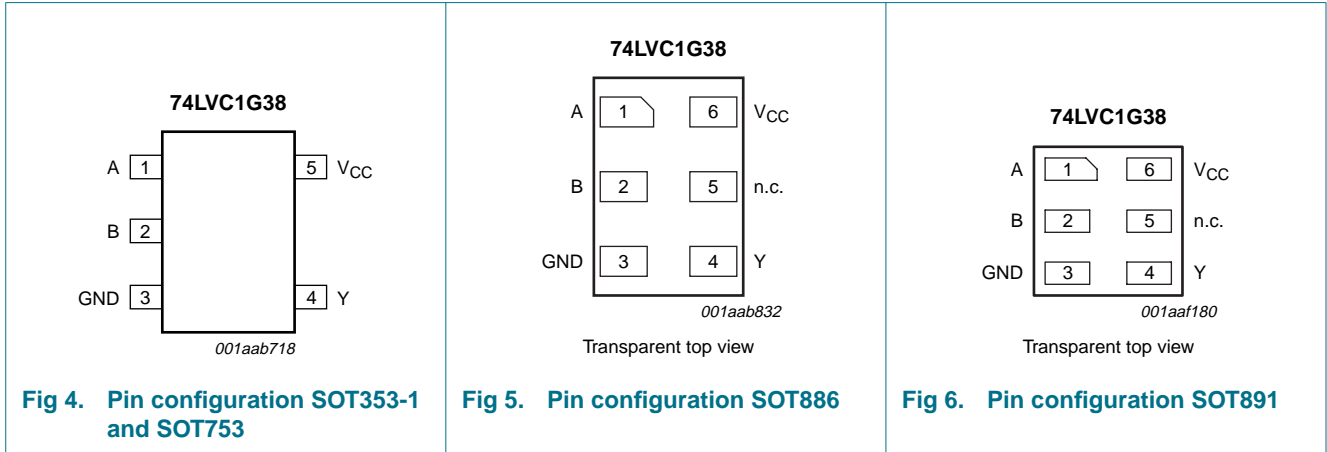 74LVC1G38
A 1 5 VCC
B 2
GND 3 4 Y
001aab718
Fig 4. Pin configuration SOT353-1
and SOT753
74LVC1G38
A 1 6 VCC
B 2 5 n.c.
GND 3 4 Y
001aab832
Transparent top view
Fig 5. Pin configuration SOT886
74LVC1G38
A 1 6 VCC
B 2 5 n.c.
GND 3 4 Y
001aaf180
Transparent top view
Fig 6. Pin configuration SOT891